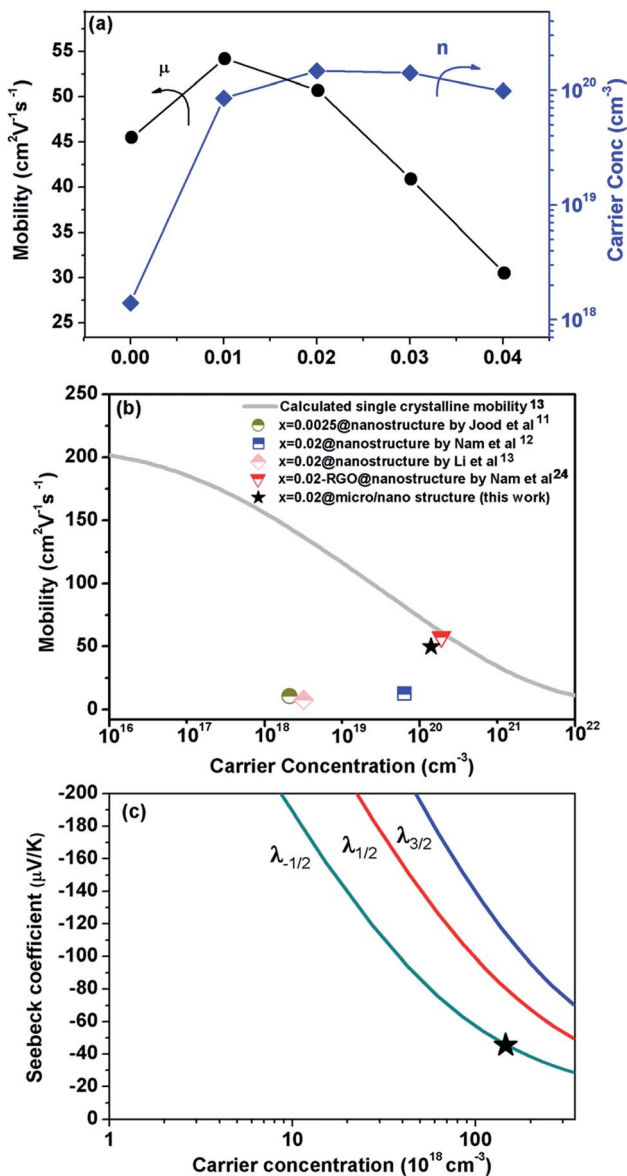 (a)
μ
n
55
50
45
40
35
30
25
Mobility (cm²V⁻¹s⁻¹)
10²⁰
10¹⁹
10¹⁸
Carrier Conc (cm⁻³)
0.00 0.01 0.02 0.03 0.04
(b)
Calculated single crystalline mobility ¹³
x=0.0025@nanostructure by Jood et al ¹¹
x=0.02@nanostructure by Nam et al ¹²
x=0.02@nanostructure by Li et al ¹³
x=0.02-RGO@nanostructure by Nam et al ²⁴
x=0.02@micro/nano structure (this work)
250
200
150
100
50
0
Mobility (cm²V⁻¹s⁻¹)
10¹⁶ 10¹⁷ 10¹⁸ 10¹⁹ 10²⁰ 10²¹ 10²²
Carrier Concentration (cm⁻³)
(c)
λ₋₁/₂
λ₁/₂
λ₃/₂
-200
-180
-160
-140
-120
-100
-80
-60
-40
-20
0
Seebeck coefficient (μV/K)
1 10 100
Carrier concentration (10¹⁸ cm⁻³)